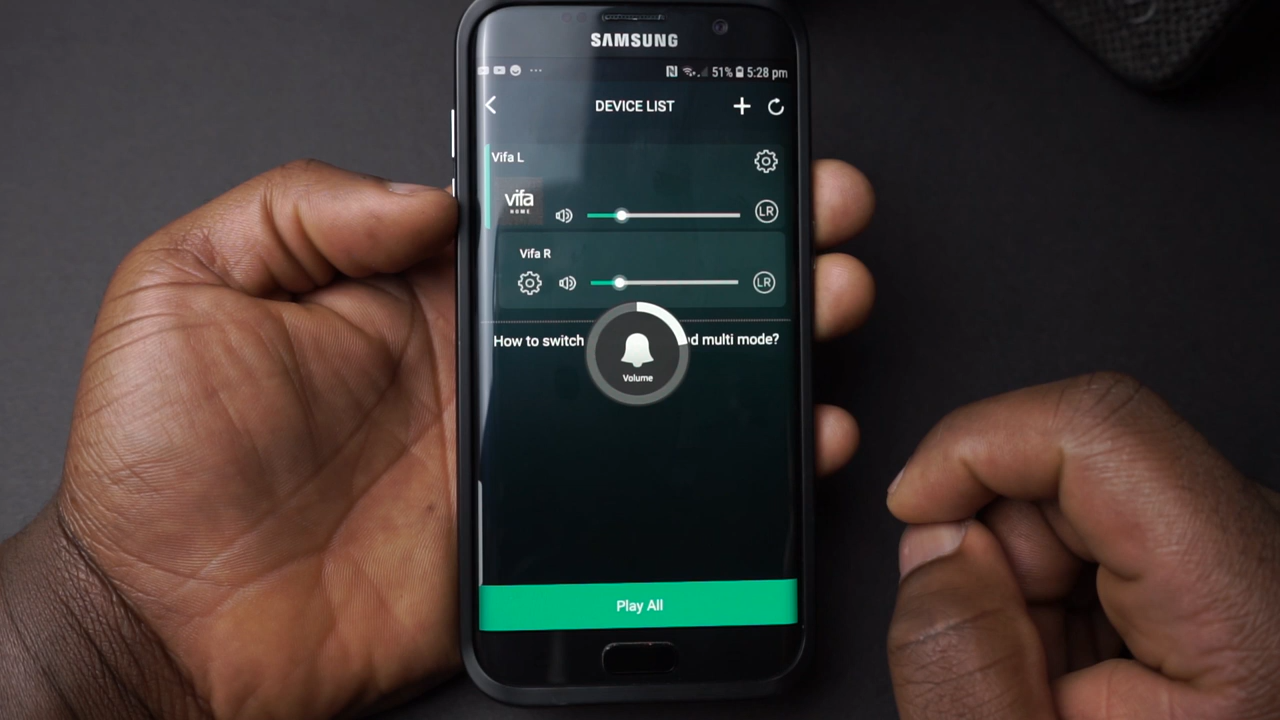 SAMSUNG
51% 5:28 pm
DEVICE LIST
Vifa L
vifa
HOME
LR
Vifa R
LR
How to switch
d multi mode?
Volume
Play All